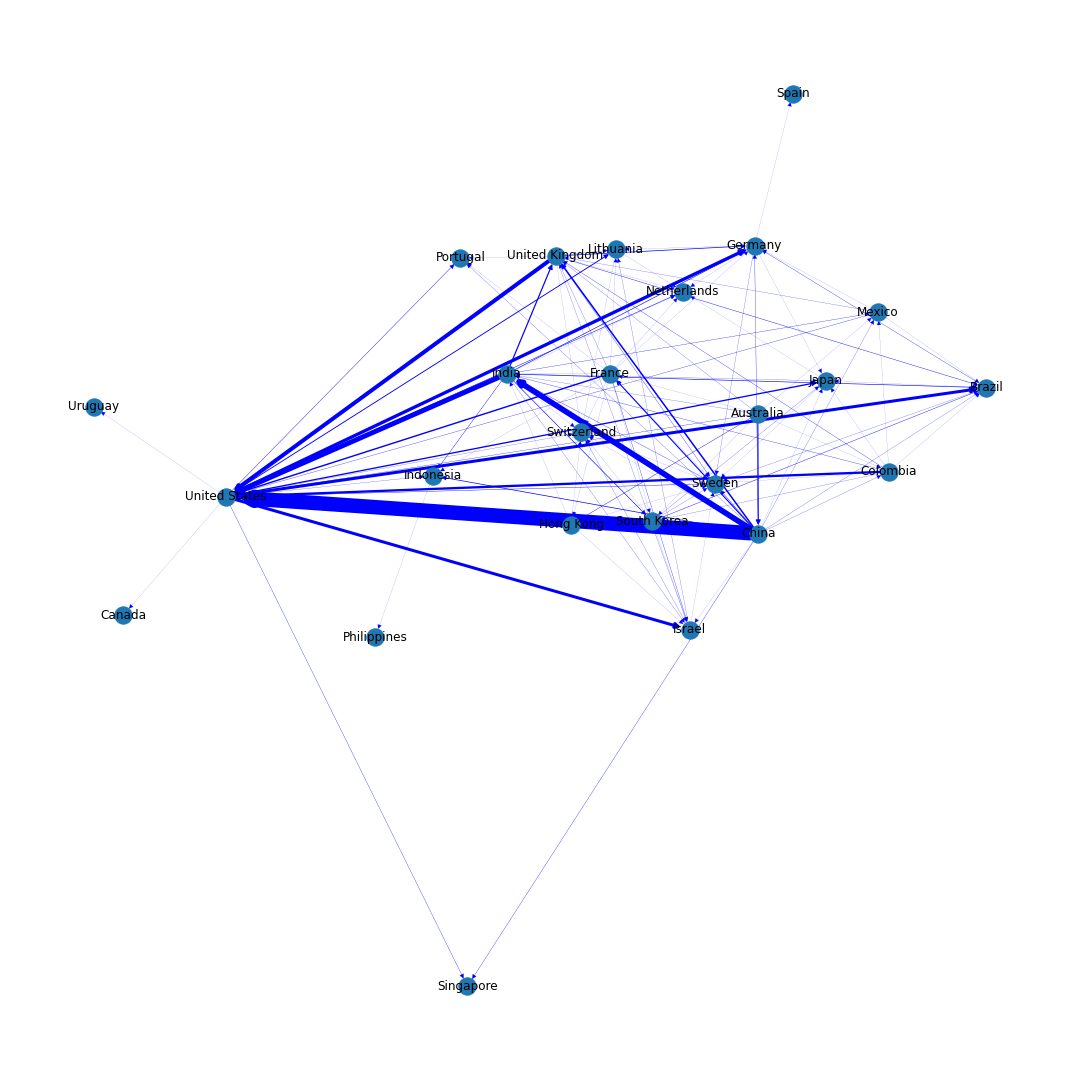 Spain
Germany
Lithuania
United Kingdom
Portugal
Netherlands
Mexico
India
France
Japan
Brazil
Uruguay
Australia
Switzerland
Colombia
Indonesia
Sweden
United States
South Korea
Hong Kong
China
Canada
Israel
Philippines
Singapore